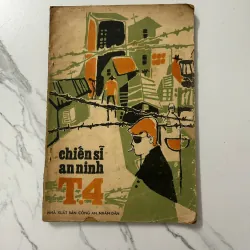 chiến sĩ
an ninh
T.4
NHÀ XUẤT BẢN CÔNG AN NHÂN DÂN